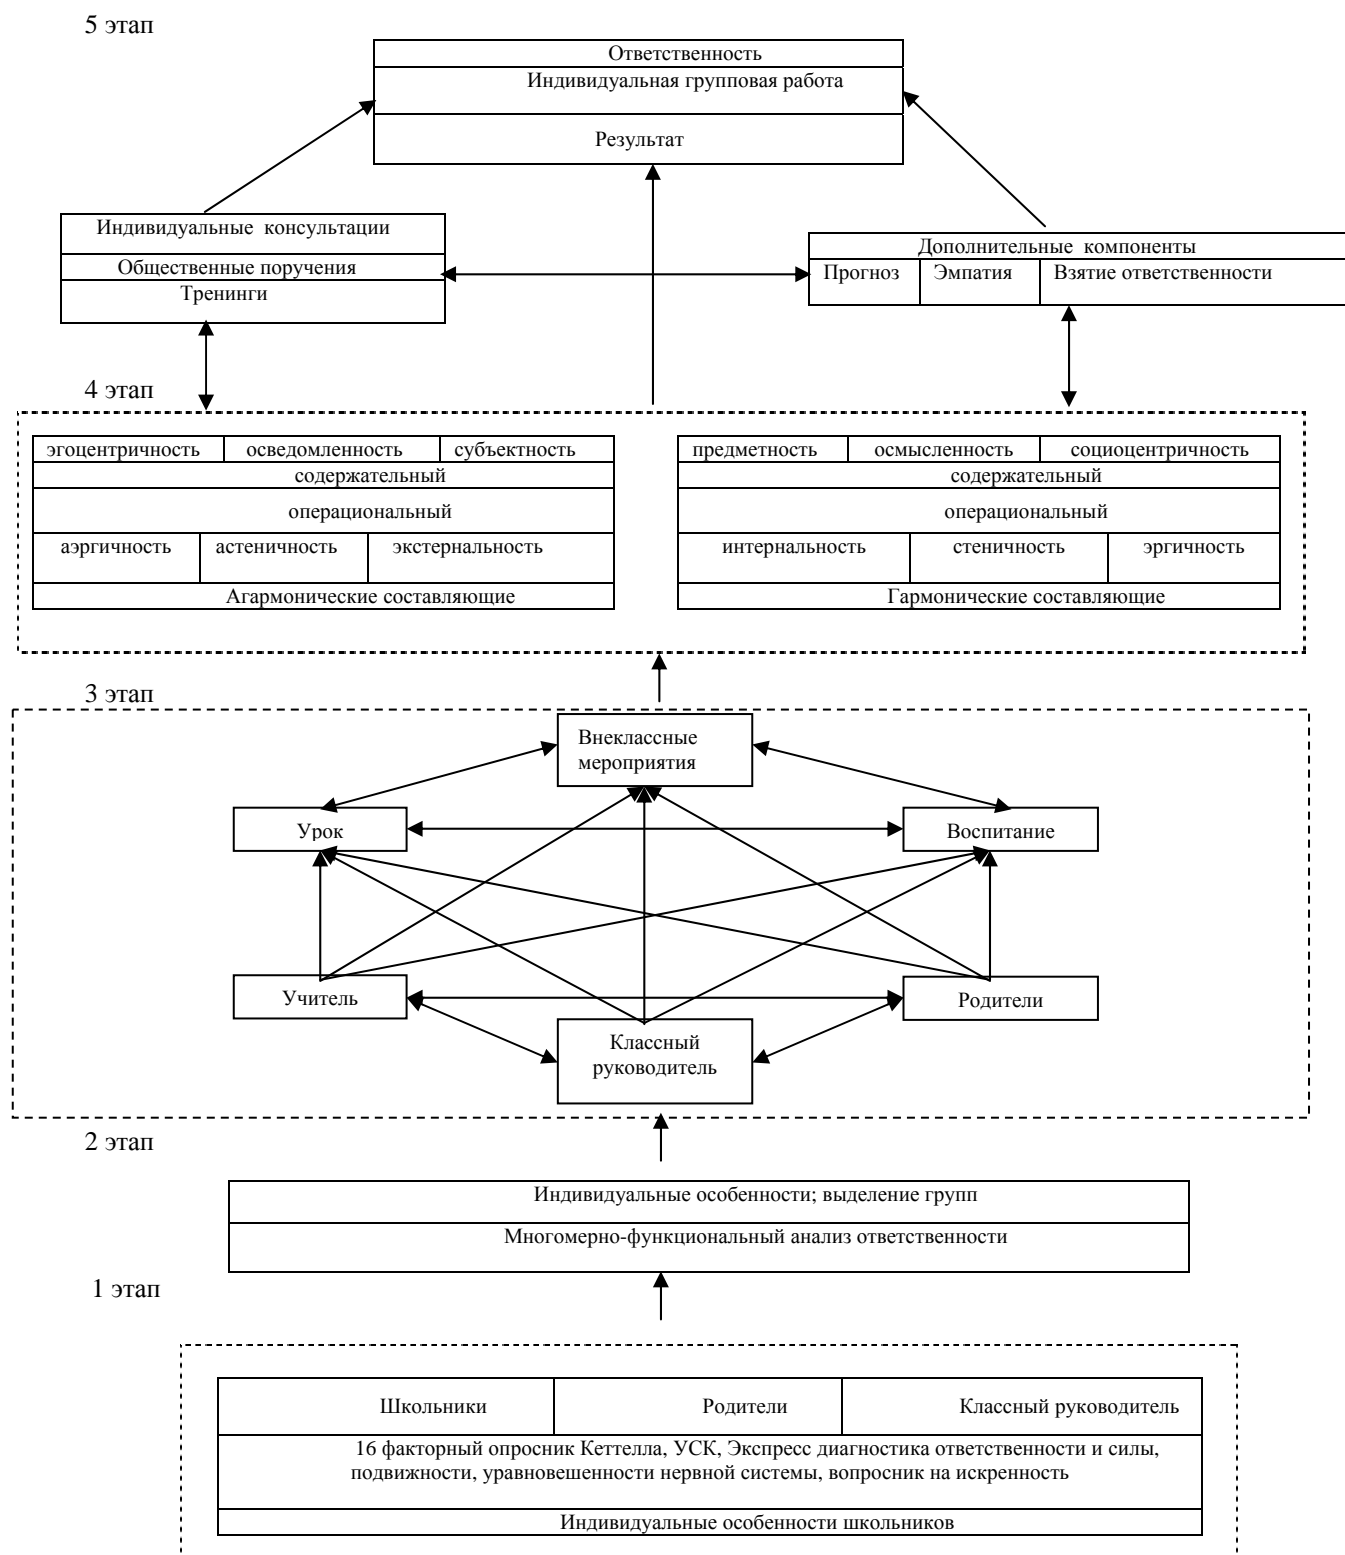 5 этап
Ответственность
Индивидуальная групповая работа
Результат
Индивидуальные консультации
Общественные поручения
Тренинги
Дополнительные компоненты
Прогноз
Эмпатия
Взятие ответственности
4 этап
эгоцентричность
осведомленность
субъектность
содержательный
операциональный
аэргичность
астеничность
экстернальность
Агармонические составляющие
предметность
осмысленность
социоцентричность
содержательный
операциональный
интернальность
стеничность
эргичность
Гармонические составляющие
3 этап
Внеклассные
мероприятия
Урок
Воспитание
Учитель
Родители
Классный
руководитель
2 этап
Индивидуальные особенности; выделение групп
Многомерно-функциональный анализ ответственности
1 этап
Школьники
Родители
Классный руководитель
16 факторный опросник Кеттелла, УСК, Экспресс диагностика ответственности и силы,
подвижности, уравновешенности нервной системы, вопросник на искренность
Индивидуальные особенности школьников